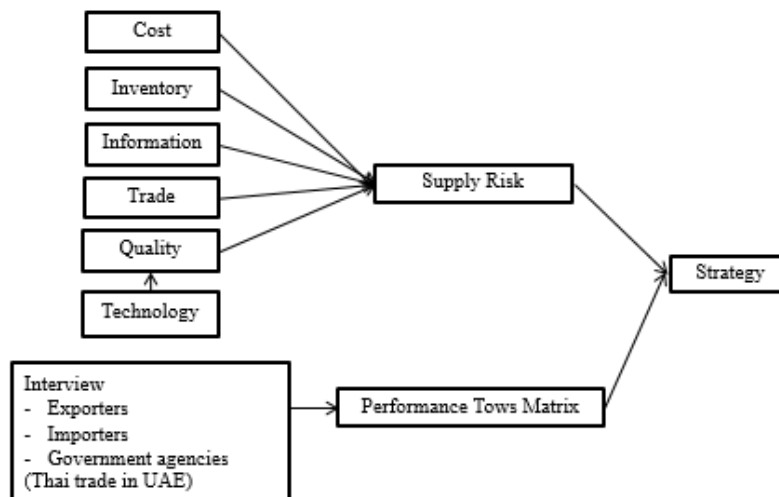 Cost
Inventory
Information
Trade
Quality
Technology
Supply Risk
Strategy
Interview
- Exporters
- Importers
- Government agencies
(Thai trade in UAE)
Performance Tows Matrix